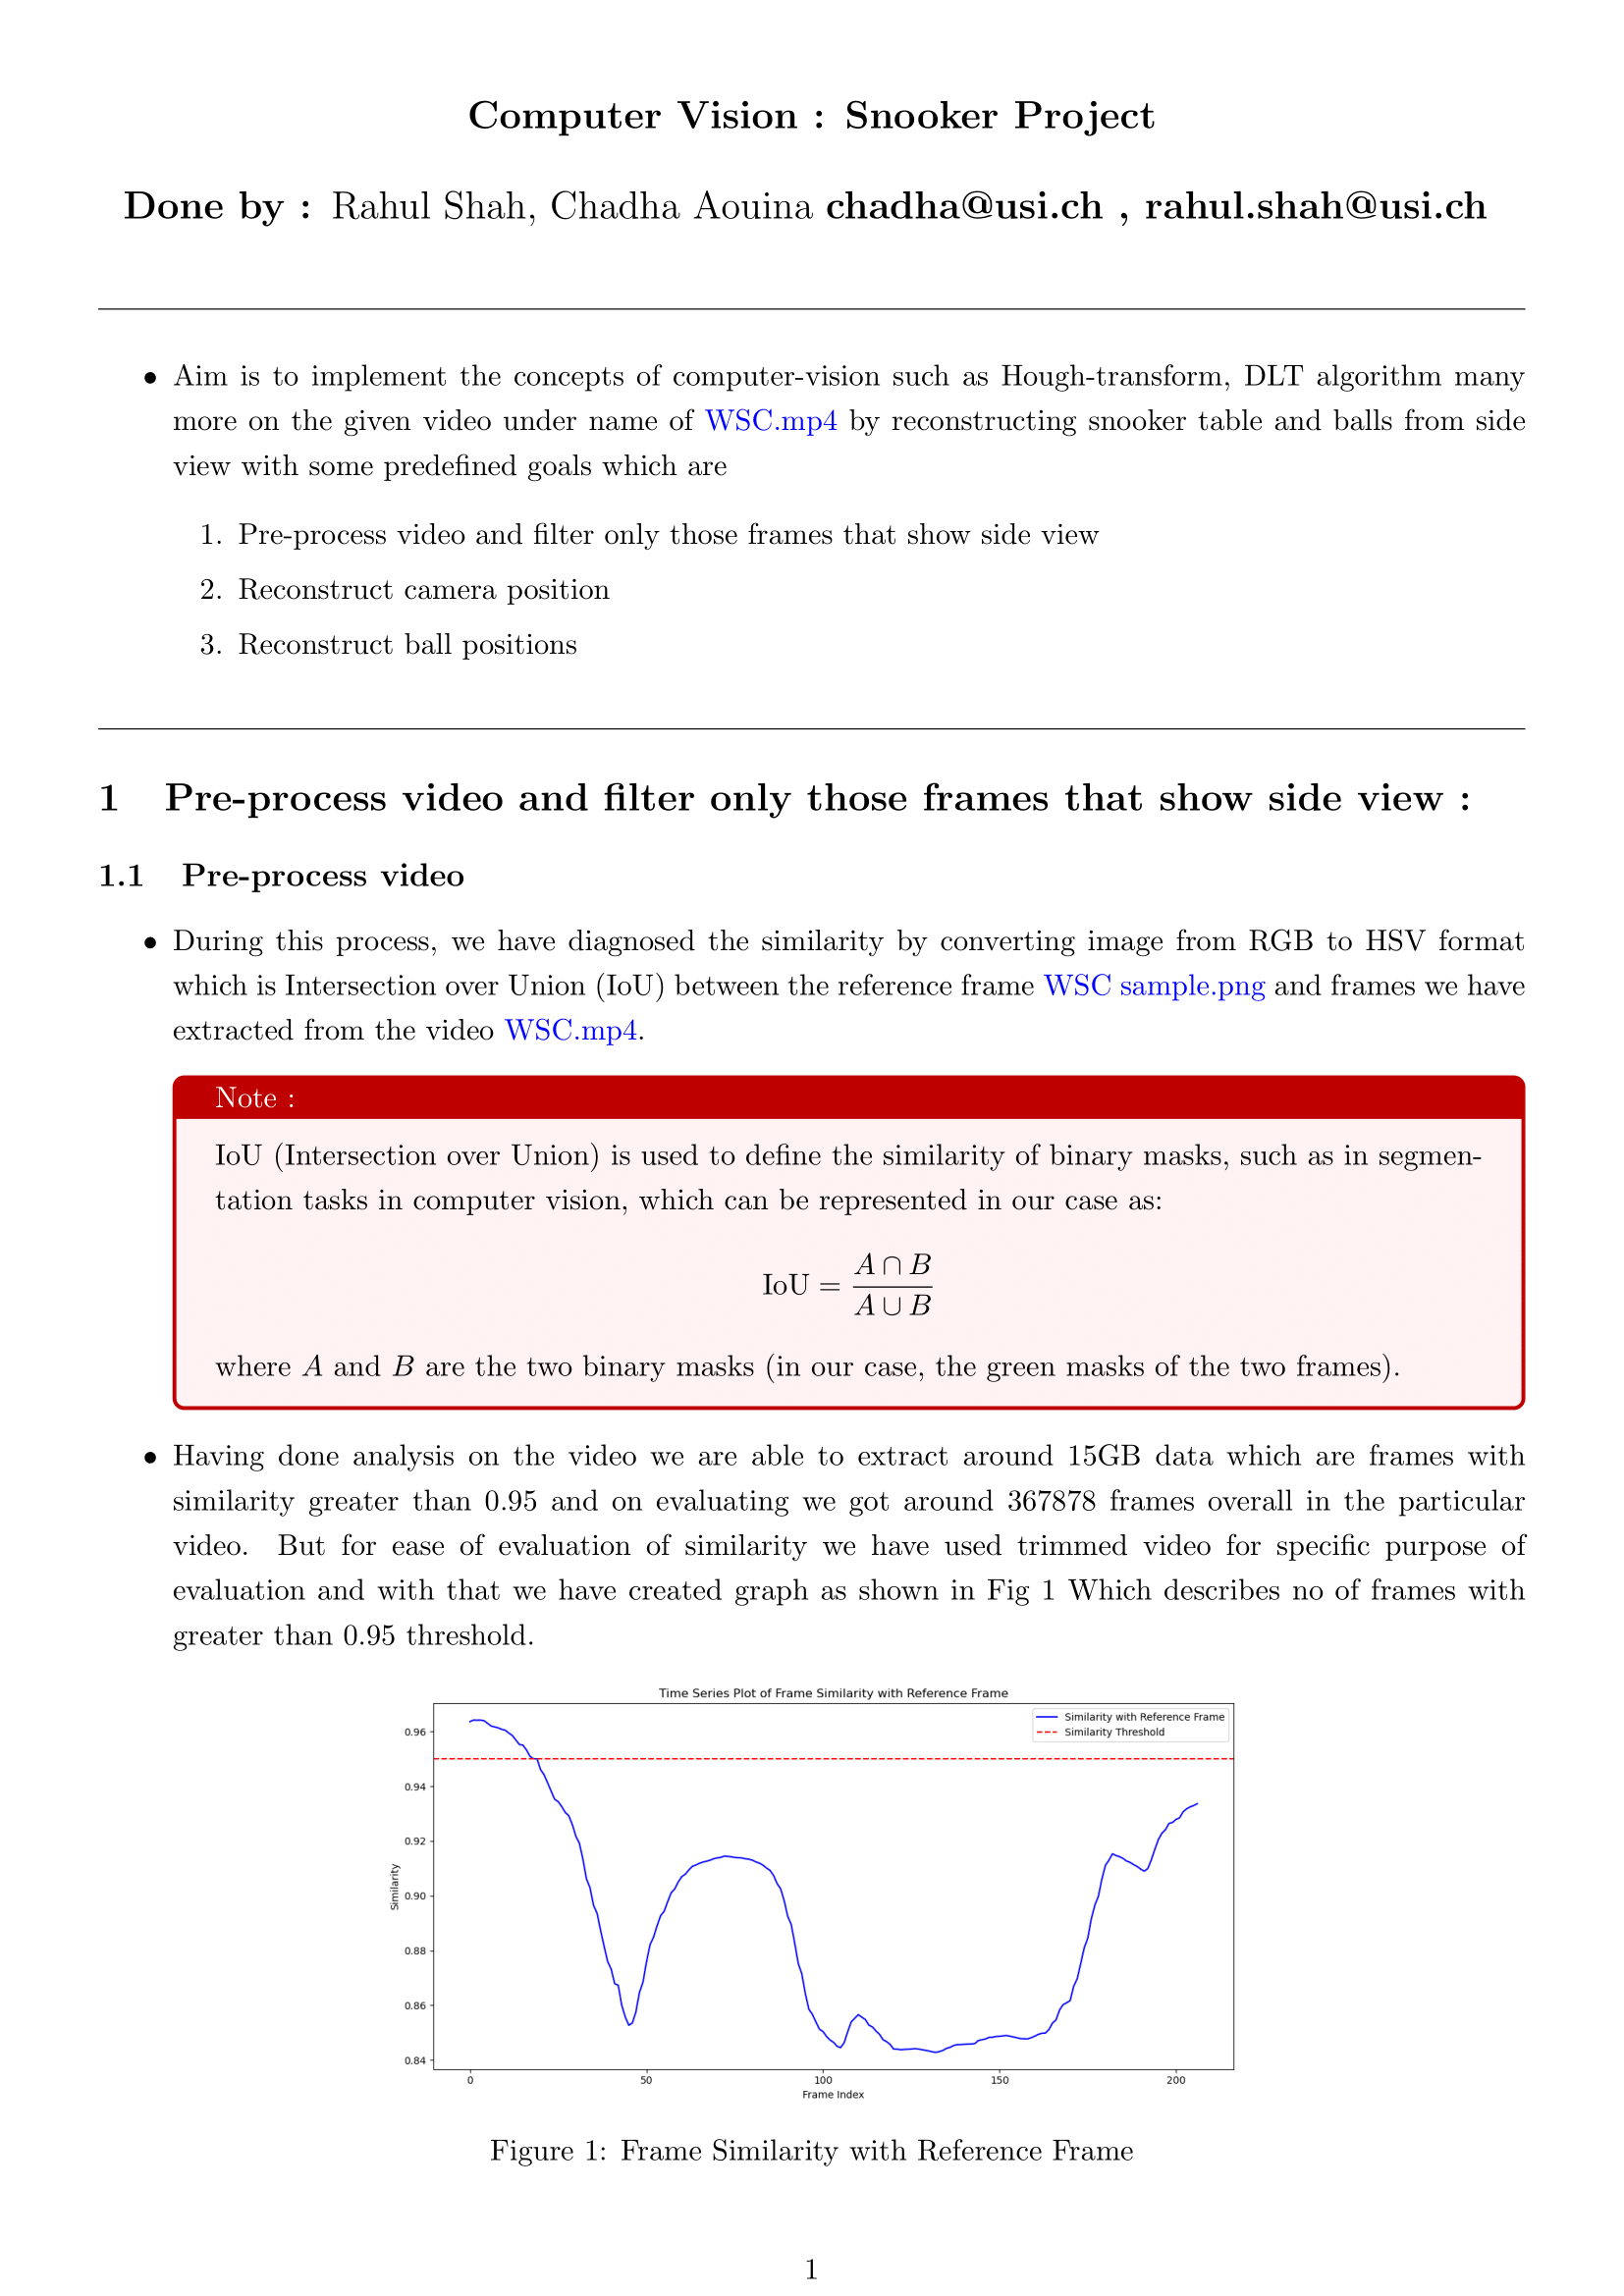 Computer Vision : Snooker Project
Done by : Rahul Shah, Chadha Aouina chadha@usi.ch , rahul.shah@usi.ch
• Aim is to implement the concepts of computer-vision such as Hough-transform, DLT algorithm many
more on the given video under name of WSC.mp4 by reconstructing snooker table and balls from side
view with some predefined goals which are
1. Pre-process video and filter only those frames that show side view
2. Reconstruct camera position
3. Reconstruct ball positions
1 Pre-process video and filter only those frames that show side view :
1.1 Pre-process video
• During this process, we have diagnosed the similarity by converting image from RGB to HSV format
which is Intersection over Union (IoU) between the reference frame WSC sample.png and frames we have
extracted from the video WSC.mp4.
Note :
IoU (Intersection over Union) is used to define the similarity of binary masks, such as in segmen-
tation tasks in computer vision, which can be represented in our case as:
IoU = A ∩ B / A ∪ B
where A and B are the two binary masks (in our case, the green masks of the two frames).
• Having done analysis on the video we are able to extract around 15GB data which are frames with
similarity greater than 0.95 and on evaluating we got around 367878 frames overall in the particular
video. But for ease of evaluation of similarity we have used trimmed video for specific purpose of
evaluation and with that we have created graph as shown in Fig 1 Which describes no of frames with
greater than 0.95 threshold.
Time Series Plot of Frame Similarity with Reference Frame
Similarity with Reference Frame
Similarity Threshold
0.96
0.94
0.92
0.90
0.88
0.86
0.84
Similarity
0 50 100 150 200
Frame Index
Figure 1: Frame Similarity with Reference Frame
1